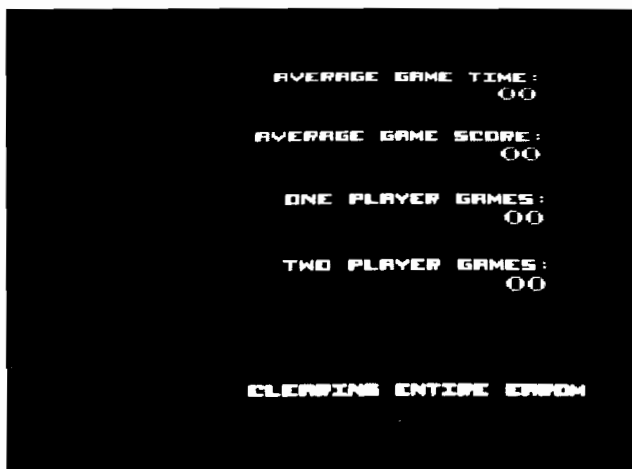 AVERAGE GAME TIME:
00
AVERAGE GAME SCORE:
00
ONE PLAYER GAMES:
00
TWO PLAYER GAMES:
00
CLEARING ENTIRE EAROM